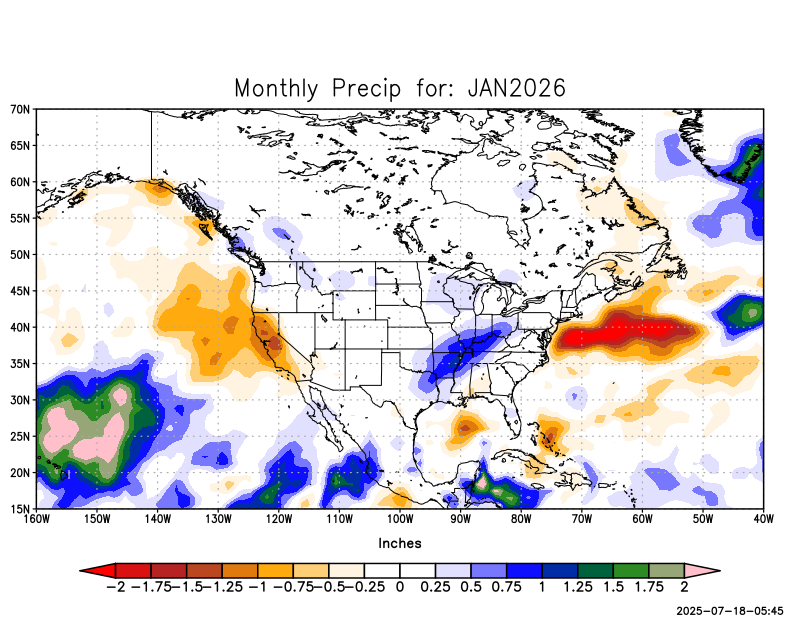 Monthly Precip for: JAN2026
70N
65N
60N
55N
50N
45N
40N
35N
30N
25N
20N
15N
160W 150W 140W 130W 120W 110W 100W 90W 80W 70W 60W 50W 40W
Inches
-2 -1.75 -1.5 -1.25 -1 -0.75 -0.5 -0.25 0 0.25 0.5 0.75 1 1.25 1.5 1.75 2
2025-07-18-05:45